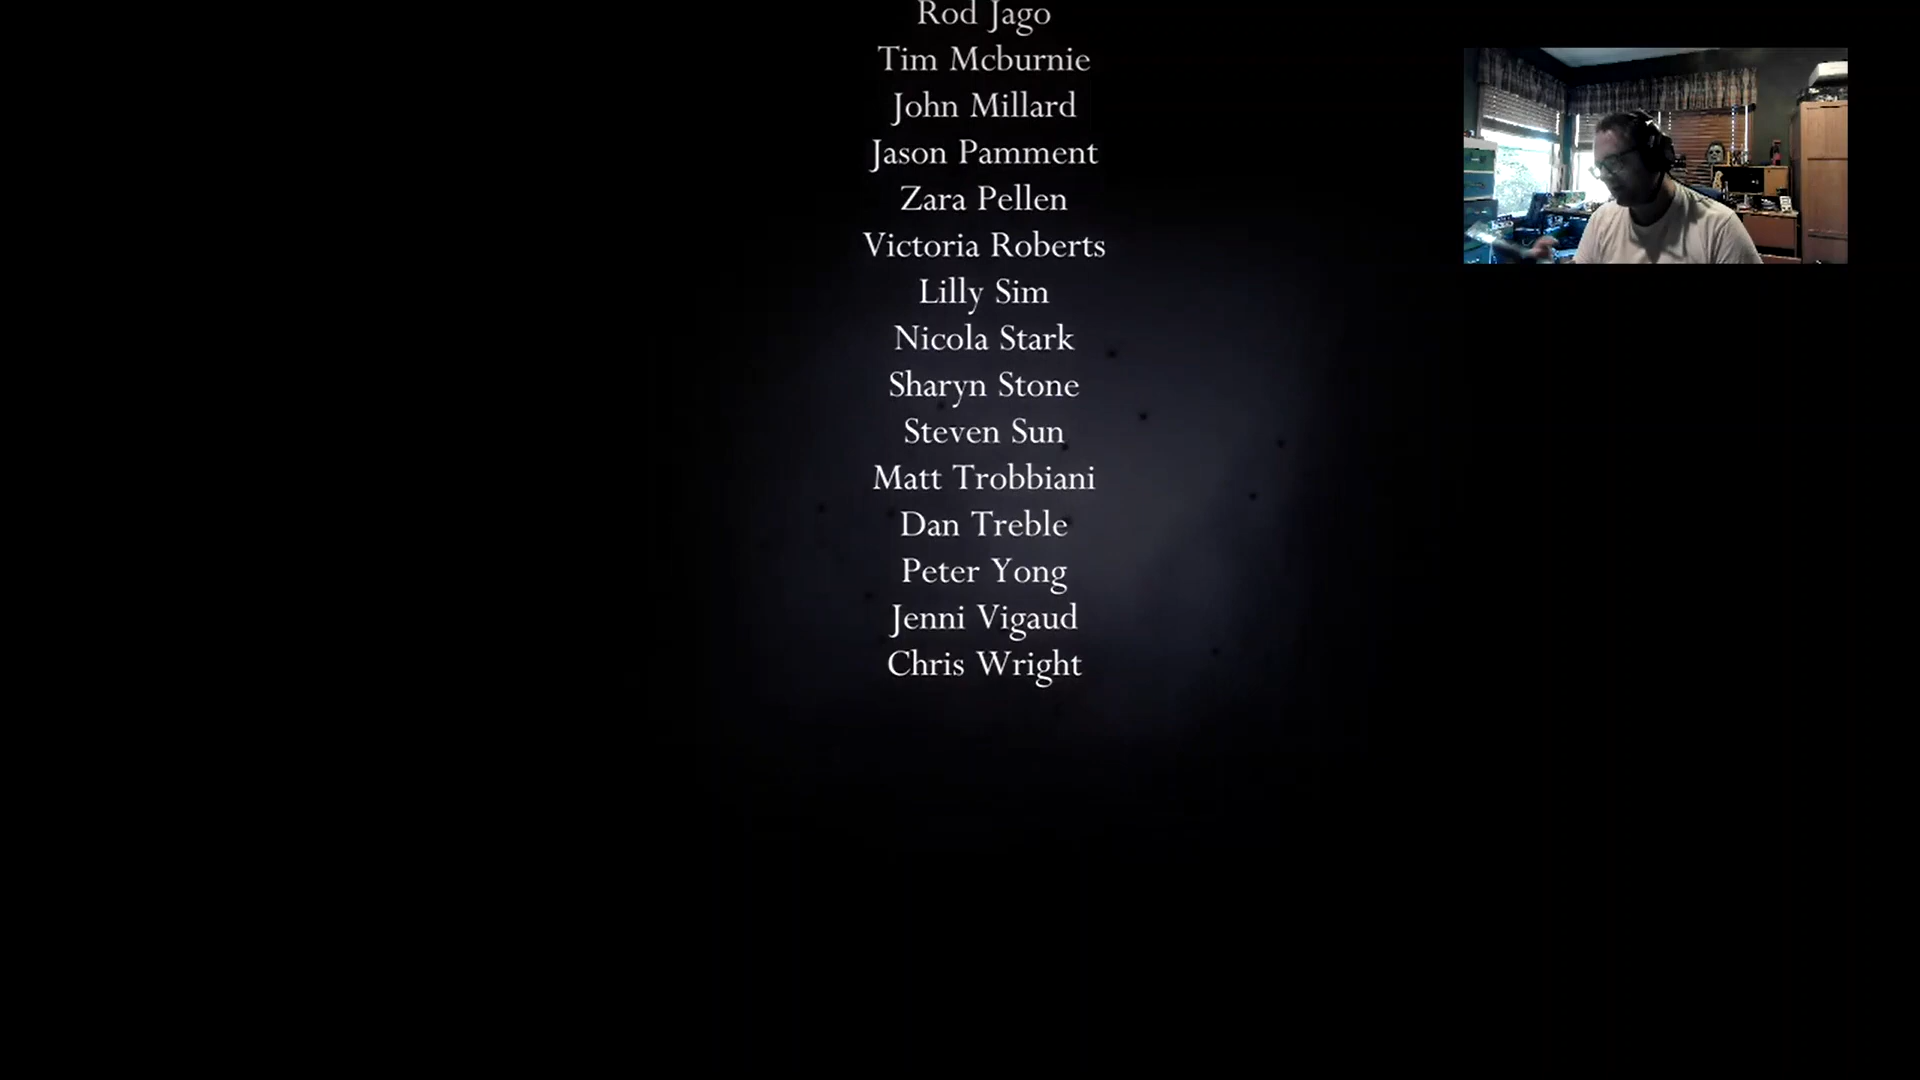 Rod Jago
Tim Mcburnie
John Millard
Jason Pamment
Zara Pellen
Victoria Roberts
Lilly Sim
Nicola Stark
Sharyn Stone
Steven Sun
Matt Trobbiani
Dan Treble
Peter Yong
Jenni Vigaud
Chris Wright